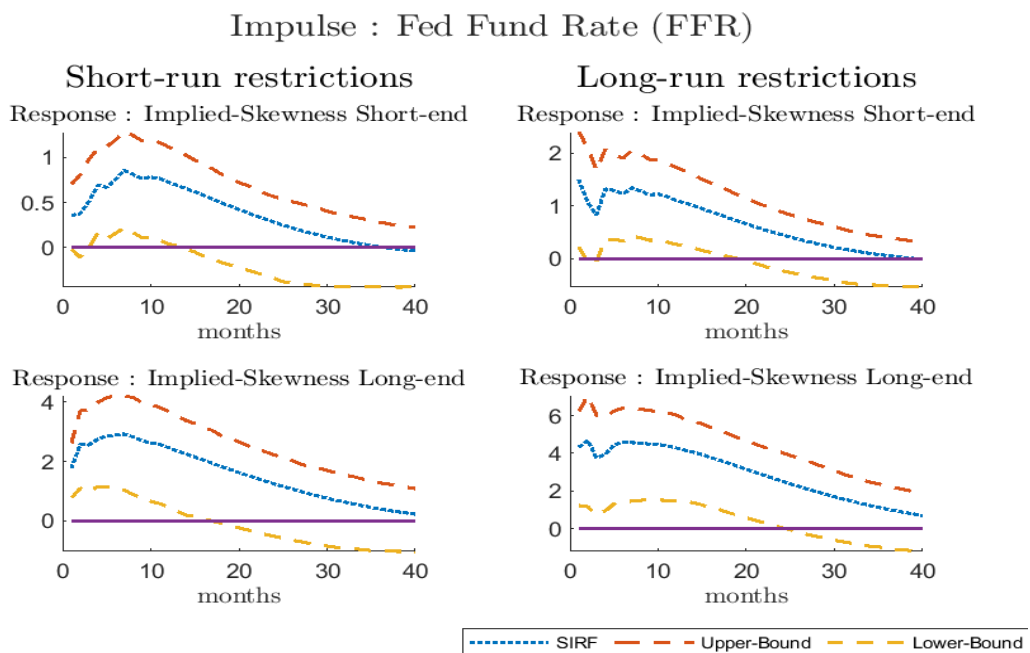 Impulse : Fed Fund Rate (FFR)
Short-run restrictions
Long-run restrictions
Response : Implied-Skewness Short-end
Response : Implied-Skewness Short-end
1
0.5
0
0 10 20 30 40
months
2
1
0
0 10 20 30 40
months
Response : Implied-Skewness Long-end
Response : Implied-Skewness Long-end
4
2
0
0 10 20 30 40
months
6
4
2
0
0 10 20 30 40
months
SIRF Upper-Bound Lower-Bound